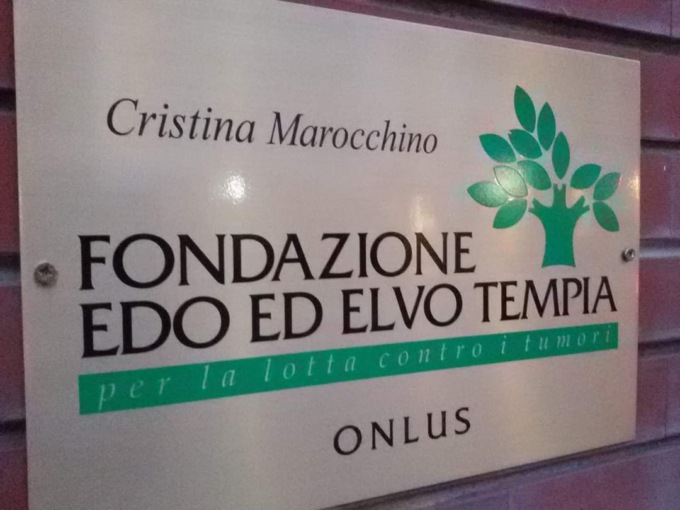 Cristina Marocchino
FONDAZIONE
EDO ED ELVO TEMPIA
per la lotta contro i tumori
ONLUS